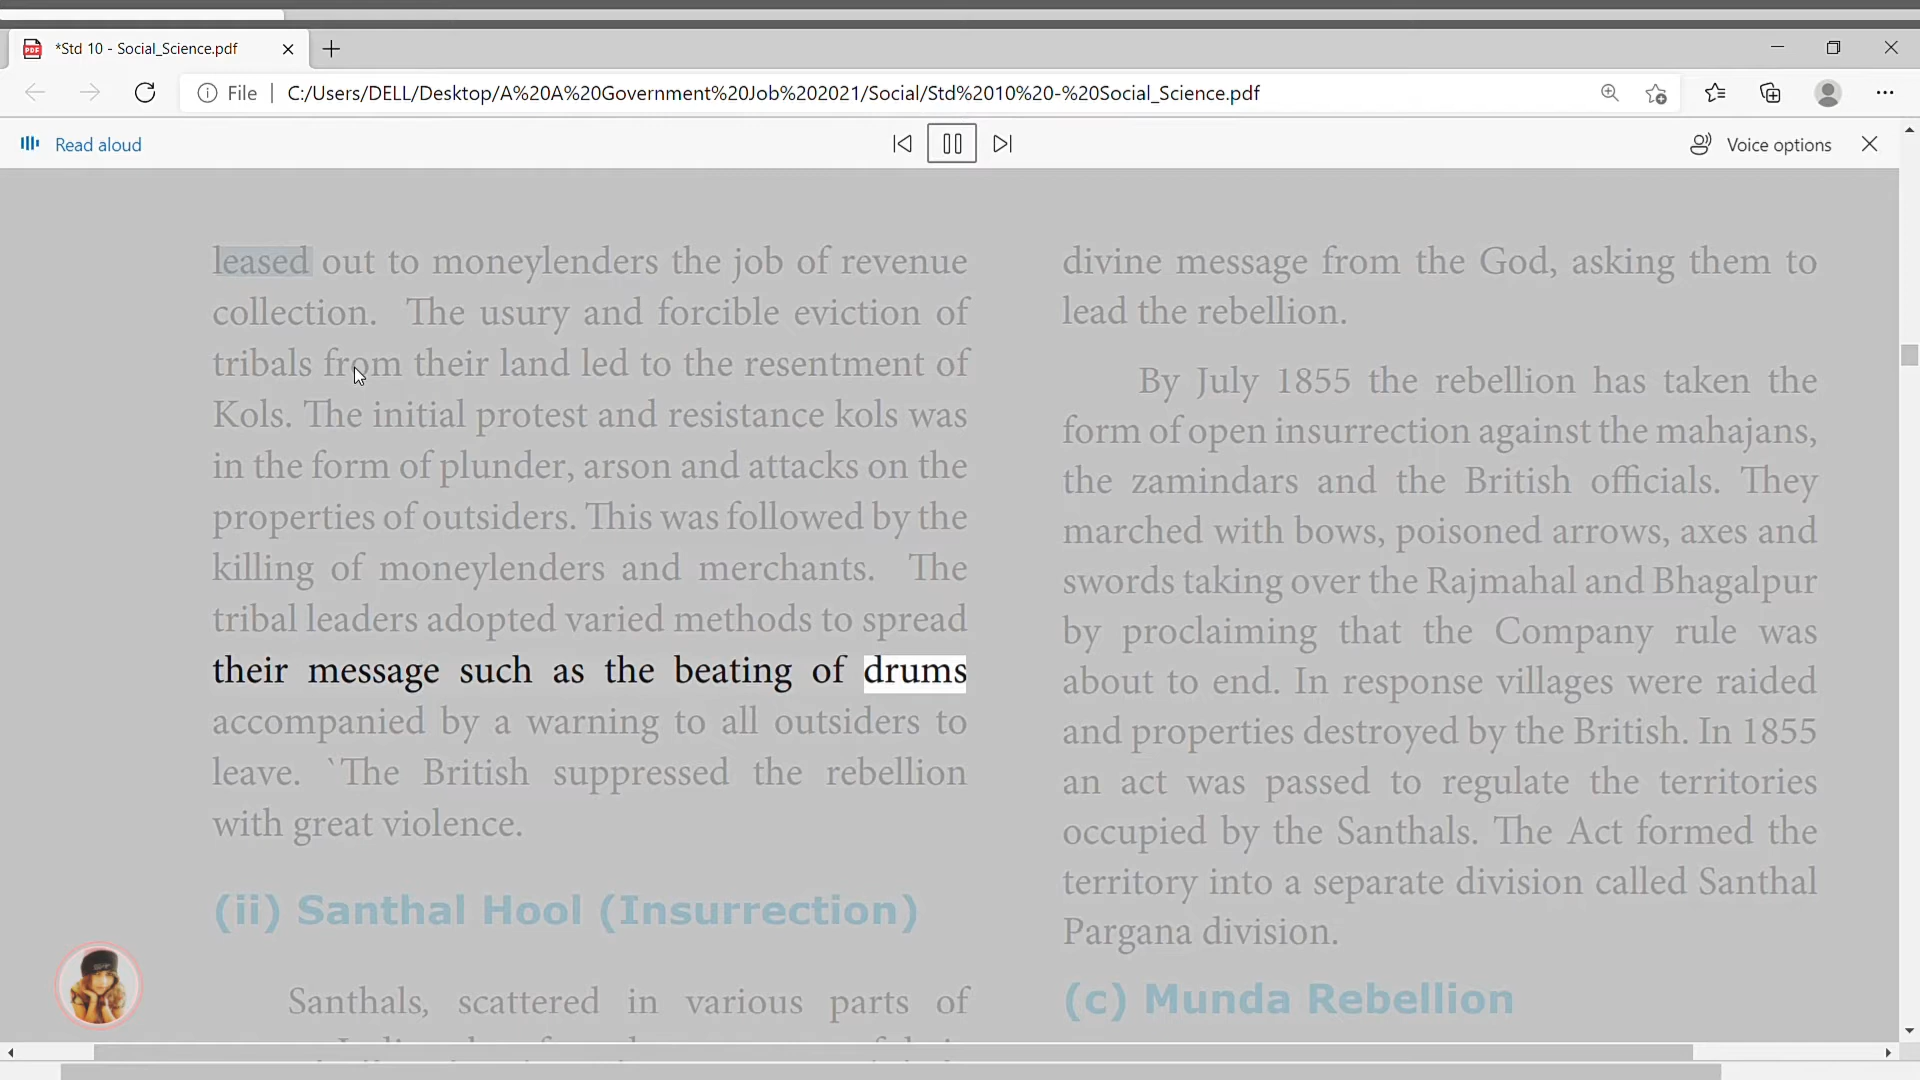 *Std 10 - Social_Science.pdf
File
C:/Users/DELL/Desktop/A%20A%20Government%20Job%202021/Social/Std%2010%20-%20Social_Science.pdf
Read aloud
Voice options
leased out to moneylenders the job of revenue
collection. The usury and forcible eviction of
tribals from their land led to the resentment of
Kols. The initial protest and resistance kols was
in the form of plunder, arson and attacks on the
properties of outsiders. This was followed by the
killing of moneylenders and merchants. The
tribal leaders adopted varied methods to spread
their message such as the beating of drums
accompanied by a warning to all outsiders to
leave. `The British suppressed the rebellion
with great violence.
(ii) Santhal Hool (Insurrection)
Santhals, scattered in various parts of
divine message from the God, asking them to
lead the rebellion.
By July 1855 the rebellion has taken the
form of open insurrection against the mahajans,
the zamindars and the British officials. They
marched with bows, poisoned arrows, axes and
swords taking over the Rajmahal and Bhagalpur
by proclaiming that the Company rule was
about to end. In response villages were raided
and properties destroyed by the British. In 1855
an act was passed to regulate the territories
occupied by the Santhals. The Act formed the
territory into a separate division called Santhal
Pargana division.
(c) Munda Rebellion